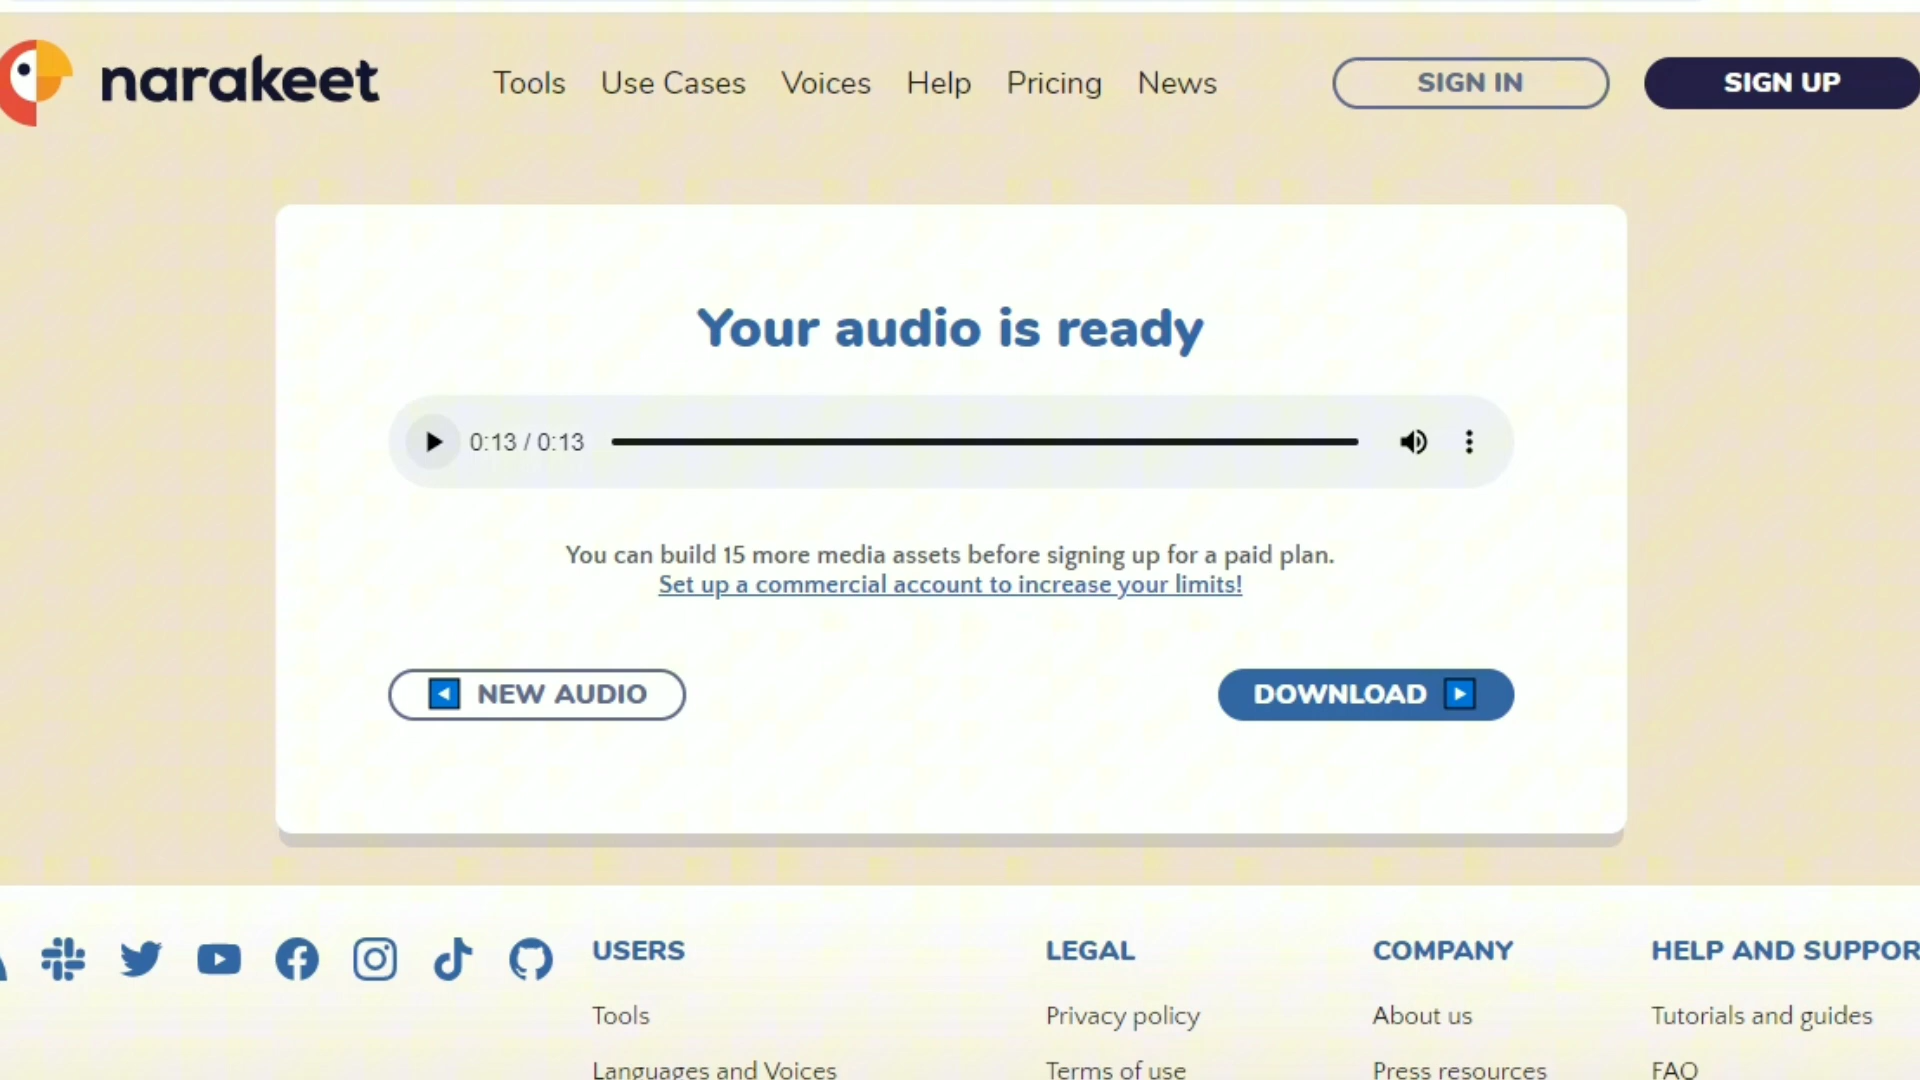 narakeet
Tools Use Cases Voices Help Pricing News
SIGN IN
SIGN UP
Your audio is ready
0:13 / 0:13
You can build 15 more media assets before signing up for a paid plan.
Set up a commercial account to increase your limits!
NEW AUDIO
DOWNLOAD
USERS
Tools
Languages and Voices
LEGAL
Privacy policy
Terms of use
COMPANY
About us
Press resources
HELP AND SUPPOR
Tutorials and guides
FAQ